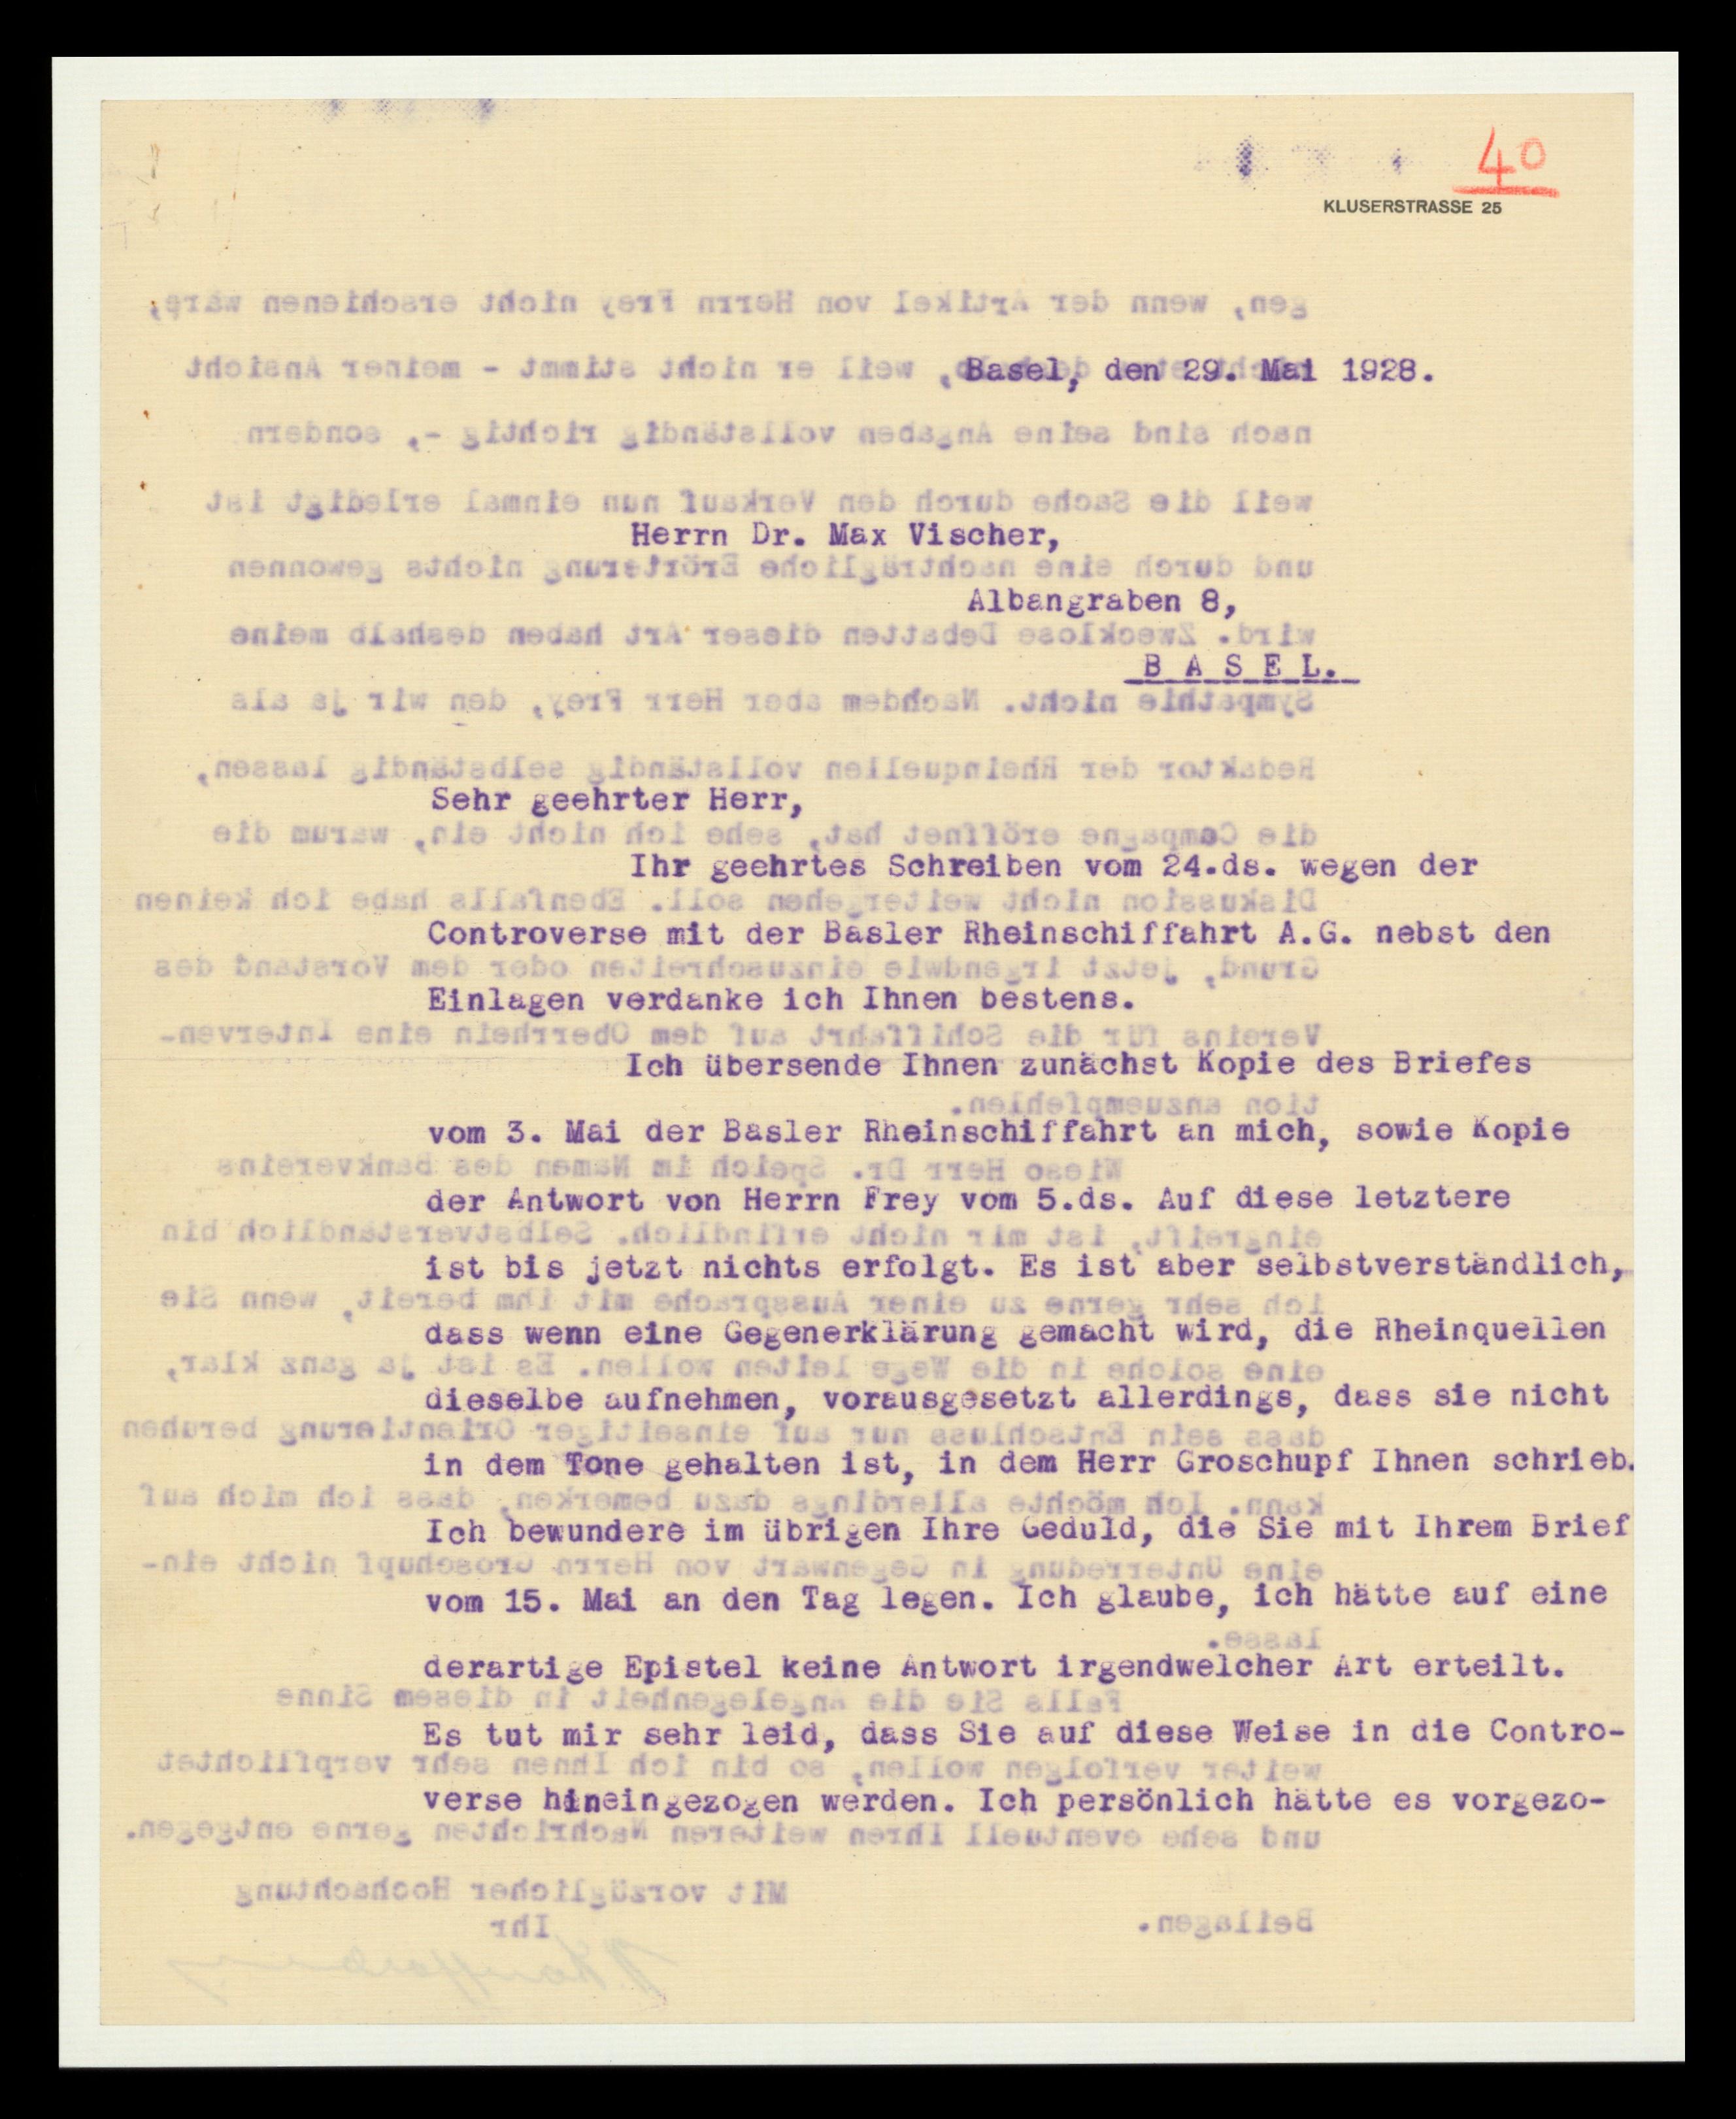 40
KLUSERSTRASSE 25
Basel, den 29. Mai 1928.
Herrn Dr. Max Vischer,
Albangraben 8,
B A S E L.
Sehr geehrter Herr,
Ihr geehrtes Schreiben vom 24.ds. wegen der
Controverse mit der Basler Rheinschiffahrt A.G. nebst den
Einlagen verdanke ich Ihnen bestens.
Ich übersende Ihnen zunächst Kopie des Briefes
vom 3. Mai der Basler Rheinschiffahrt an mich, sowie Kopie
der Antwort von Herrn Frey vom 5.ds. Auf diese letztere
ist bis jetzt nichts erfolgt. Es ist aber selbstverständlich,
dass wenn eine Gegenerklärung gemacht wird, die Rheinquellen
dieselbe aufnehmen, vorausgesetzt allerdings, dass sie nicht
in dem Tone gehalten ist, in dem Herr Groschupf Ihnen schrieb.
Ich bewundere im übrigen Ihre Geduld, die Sie mit Ihrem Brief
vom 15. Mai an den Tag legen. Ich glaube, ich hätte auf eine
derartige Epistel keine Antwort irgendwelcher Art erteilt.
Es tut mir sehr leid, dass Sie auf diese Weise in die Contro-
verse hineingezogen werden. Ich persönlich hätte es vorgezo-